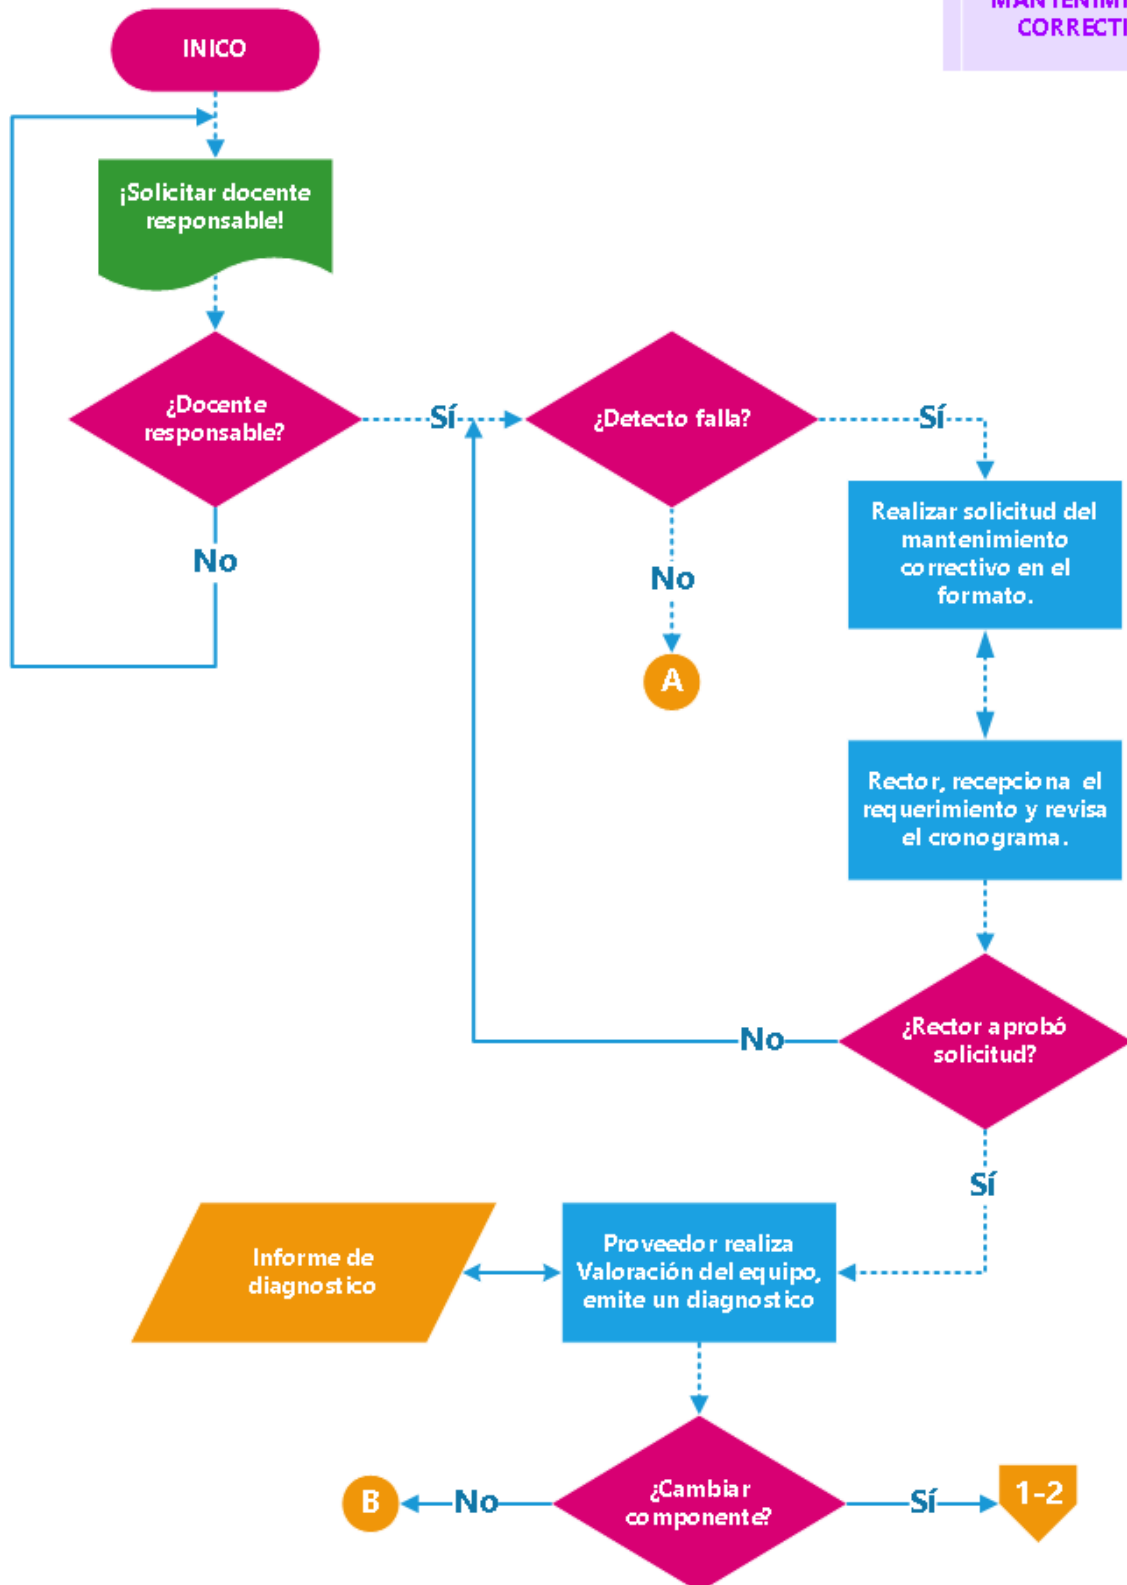 INICO
¡Solicitar docente
responsable!
¿Docente
responsable?
Sí
No
¿Detecto falla?
Sí
No
A
Realizar solicitud del
mantenimiento
correctivo en el
formato.
Rector, recepciona el
requerimiento y revisa
el cronograma.
¿Rector aprobó
solicitud?
No
Sí
Proveedor realiza
Valoración del equipo,
emite un diagnostico
Informe de
diagnostico
¿Cambiar
componente?
No
B
Sí
1-2